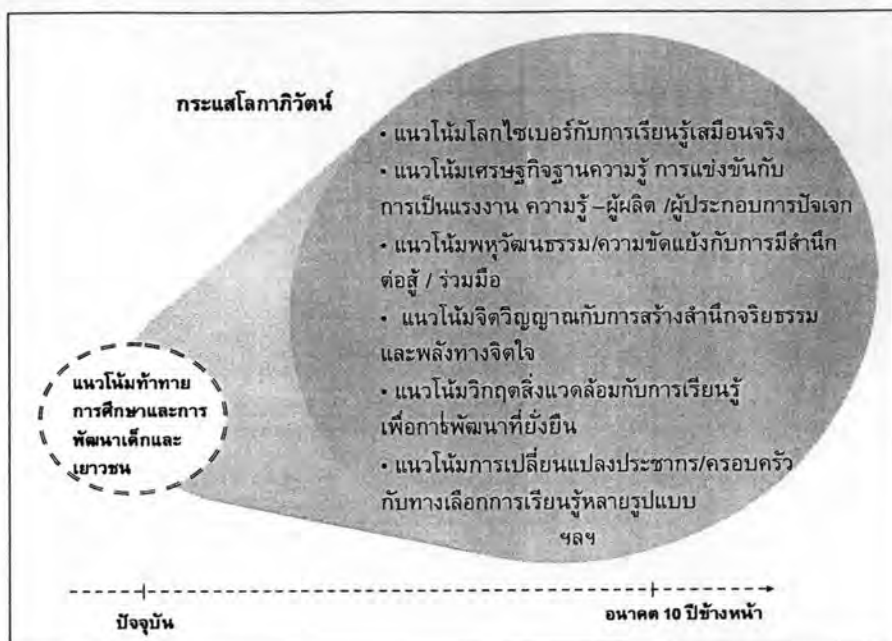 กระแสโลกาภิวัตน์
• แนวโน้มโลกไซเบอร์กับการเรียนรู้เสมือนจริง
• แนวโน้มเศรษฐกิจฐานความรู้ การแข่งขันกับ
การเป็นแรงงาน ความรู้ –ผู้ผลิต /ผู้ประกอบการปัจเจก
• แนวโน้มพหุวัฒนธรรม/ความขัดแย้งกับการมีสำนึก
ต่อสู้ / ร่วมมือ
• แนวโน้มจิตวิญญาณกับการสร้างสำนึกจริยธรรม
และพลังทางจิตใจ
• แนวโน้มวิกฤตสิ่งแวดล้อมกับการเรียนรู้
เพื่อการพัฒนาที่ยั่งยืน
• แนวโน้มการเปลี่ยนแปลงประชากร/ครอบครัว
กับทางเลือกการเรียนรู้หลายรูปแบบ
ฯลฯ
แนวโน้มท้าทาย
การศึกษาและการ
พัฒนาเด็กและ
เยาวชน
ปัจจุบัน
อนาคต 10 ปีข้างหน้า